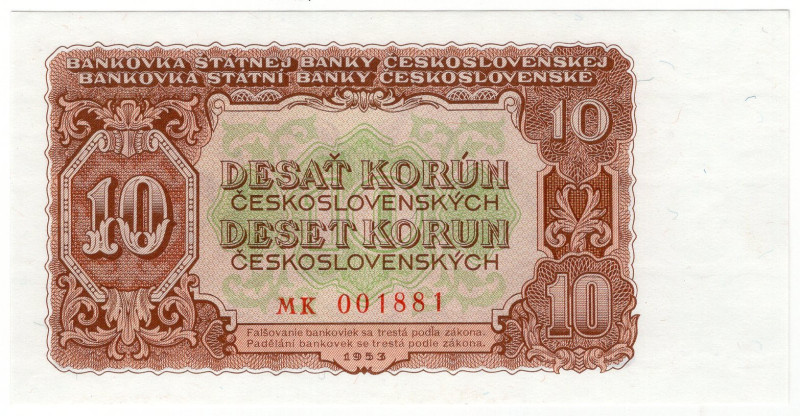 BANKOVKA ŠTÁTNEJ BANKY ČESKOSLOVENSKEJ
BANKOVKA STÁTNÍ BANKY ČESKOSLOVENSKÉ
10
10
DESAŤ KORÚN
ČESKOSLOVENSKÝCH
DESET KORUN
ČESKOSLOVENSKÝCH
10
MK 001881
Falšovanie bankoviek sa trestá podľa zákona.
Padělání bankovek se trestá podle zákona.
1953